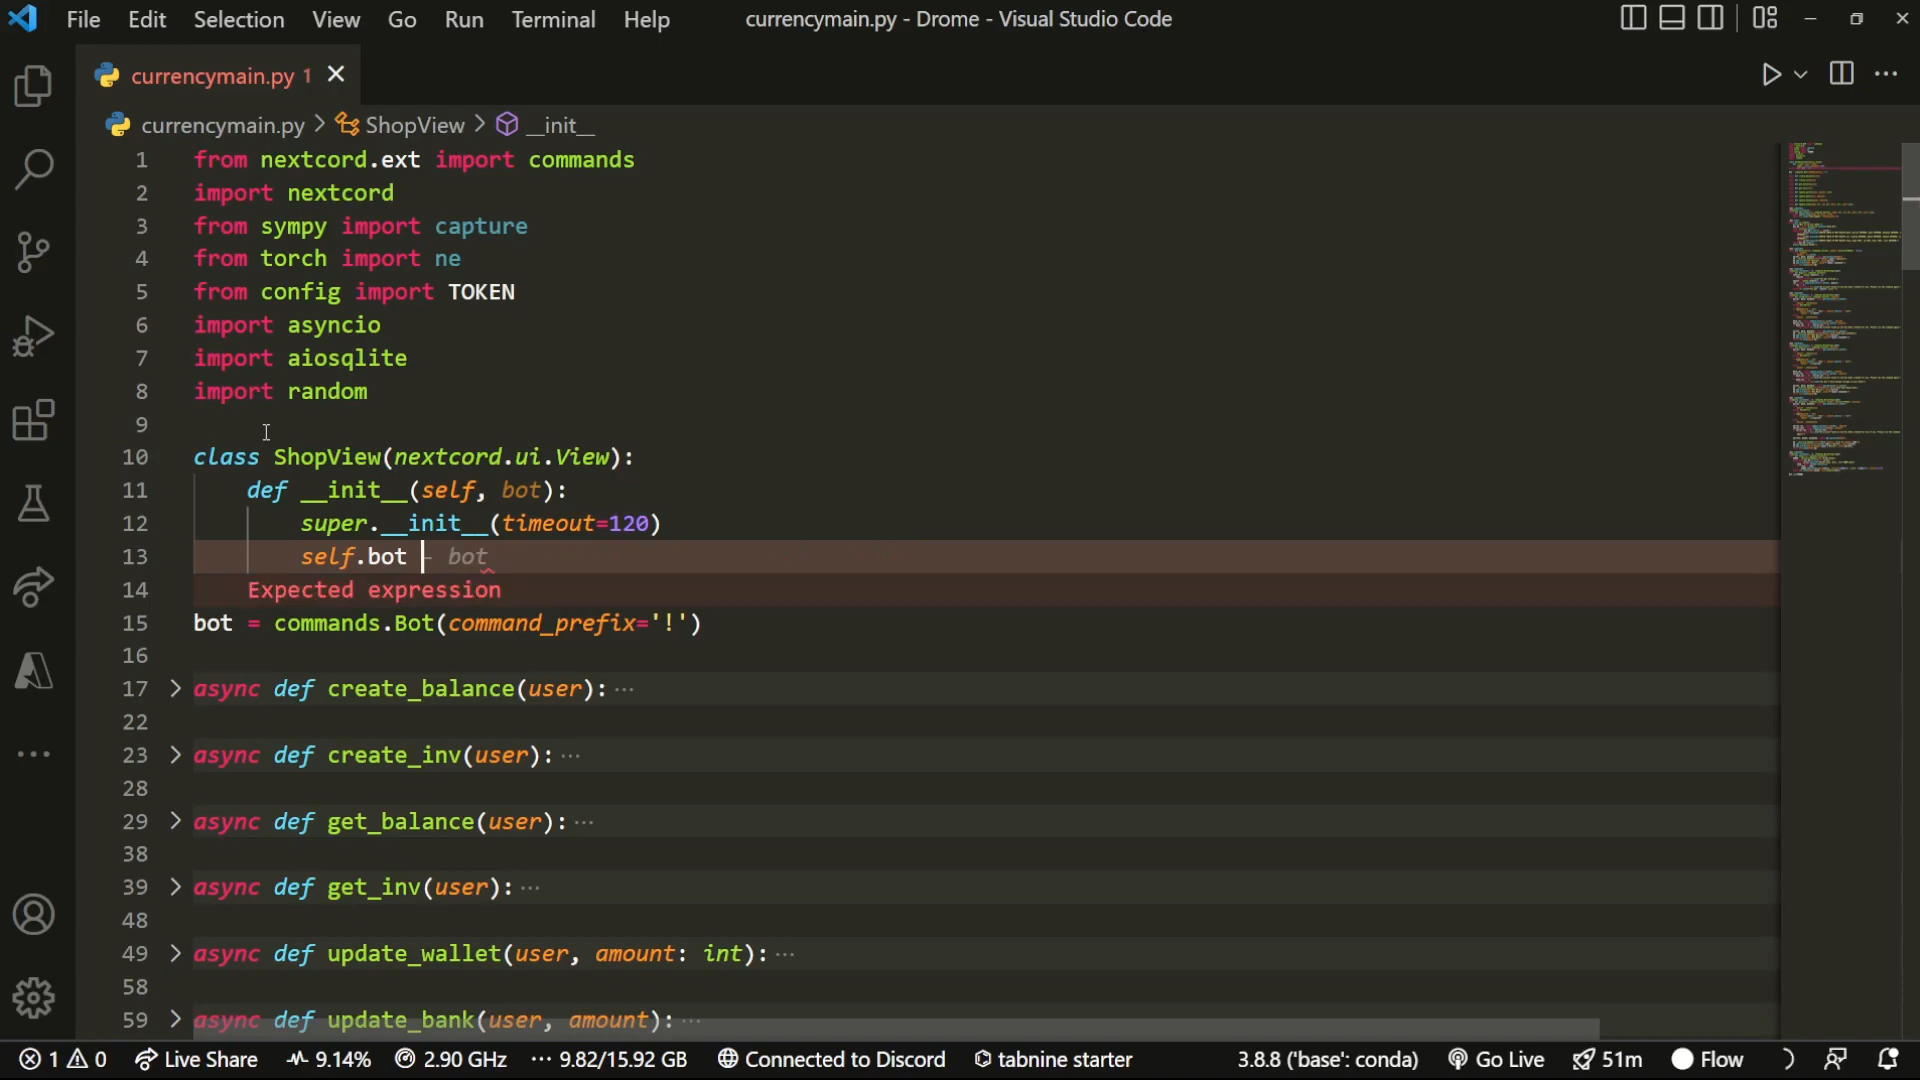 File Edit Selection View Go Run Terminal Help currencymain.py - Drome - Visual Studio Code
currencymain.py 1
currencymain.py > ShopView > __init__
1 from nextcord.ext import commands
2 import nextcord
3 from sympy import capture
4 from torch import ne
5 from config import TOKEN
6 import asyncio
7 import aiosqlite
8 import random
9
10 class ShopView(nextcord.ui.View):
11 def __init__(self, bot):
12 super.__init__(timeout=120)
13 self.bot = bot
14 Expected expression
15 bot = commands.Bot(command_prefix='!')
16
17 > async def create_balance(user): ···
22
23 > async def create_inv(user): ···
28
29 > async def get_balance(user): ···
38
39 > async def get_inv(user): ···
48
49 > async def update_wallet(user, amount: int): ···
58
59 > async def update_bank(user, amount): ···
1 0 Live Share 9.14% 2.90 GHz ··· 9.82/15.92 GB Connected to Discord tabnine starter 3.8.8 ('base': conda) Go Live 51m Flow